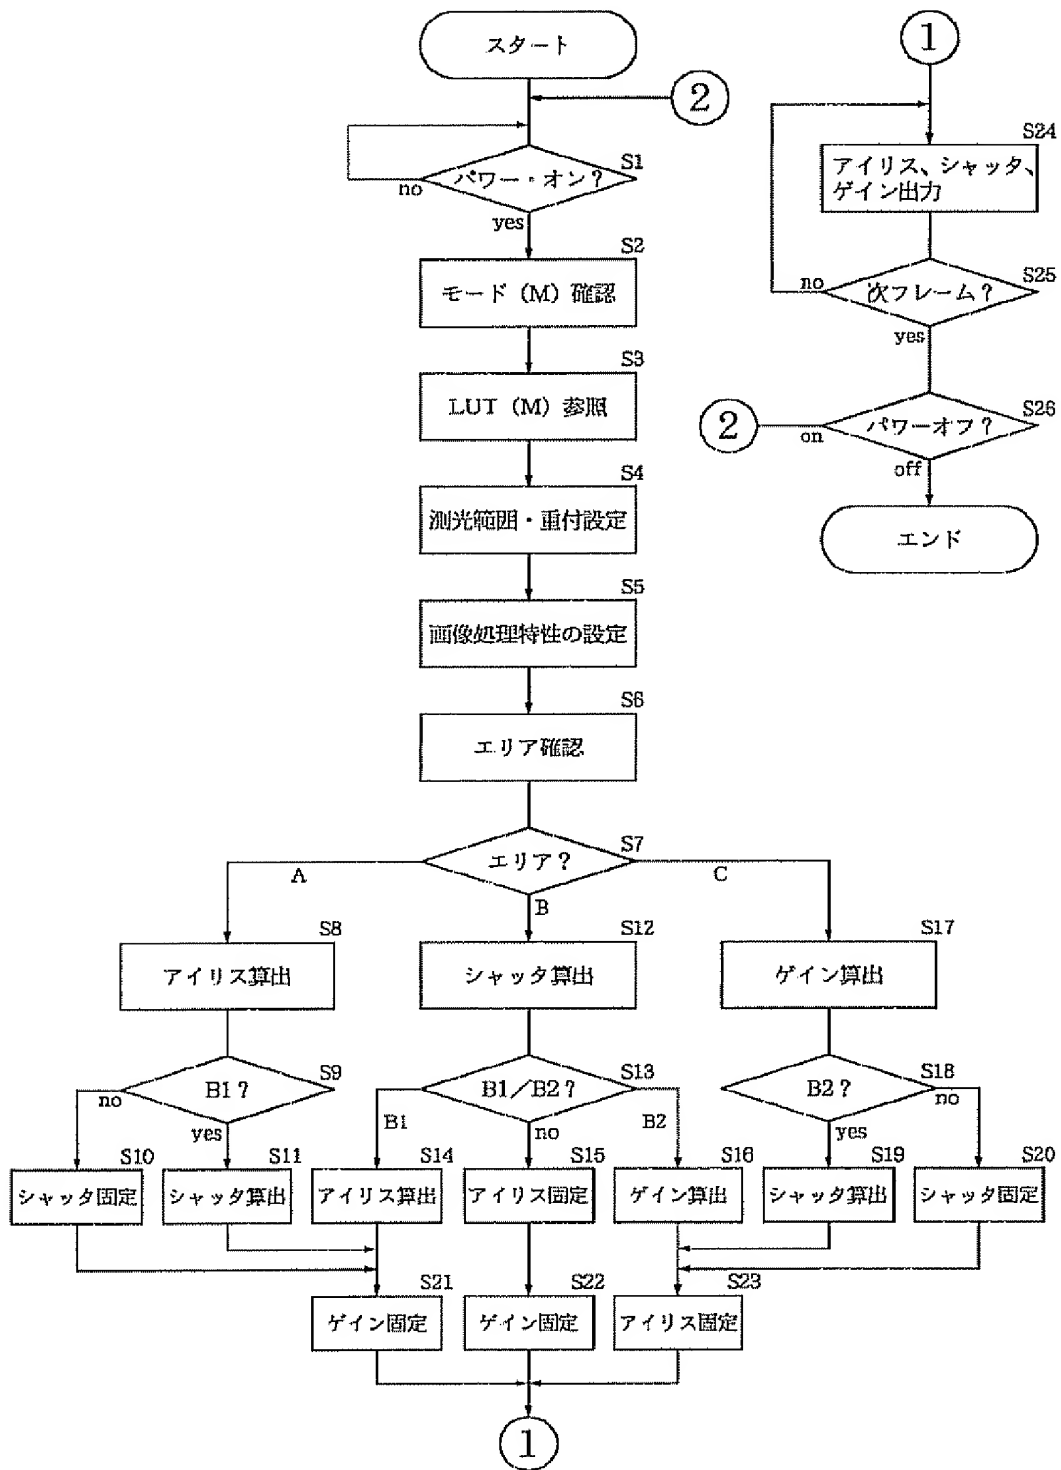 スタート
2
S1
パワー・オン?
no
yes
S2
モード (M) 確認
S3
LUT (M) 参照
S4
測光範囲・重付設定
S5
画像処理特性の設定
S6
エリア確認
S7
エリア?
A
B
C
S8
アイリス算出
S12
シャッタ算出
S17
ゲイン算出
S9
B1?
no
yes
S13
B1/B2?
B1
no
B2
S18
B2?
yes
no
S10
シャッタ固定
S11
シャッタ算出
S14
アイリス算出
S15
アイリス固定
S16
ゲイン算出
S19
シャッタ算出
S20
シャッタ固定
S21
ゲイン固定
S22
ゲイン固定
S23
アイリス固定
1
1
S24
アイリス、シャッタ、
ゲイン出力
S25
次フレーム?
no
yes
S26
パワーオフ?
2
on
off
エンド